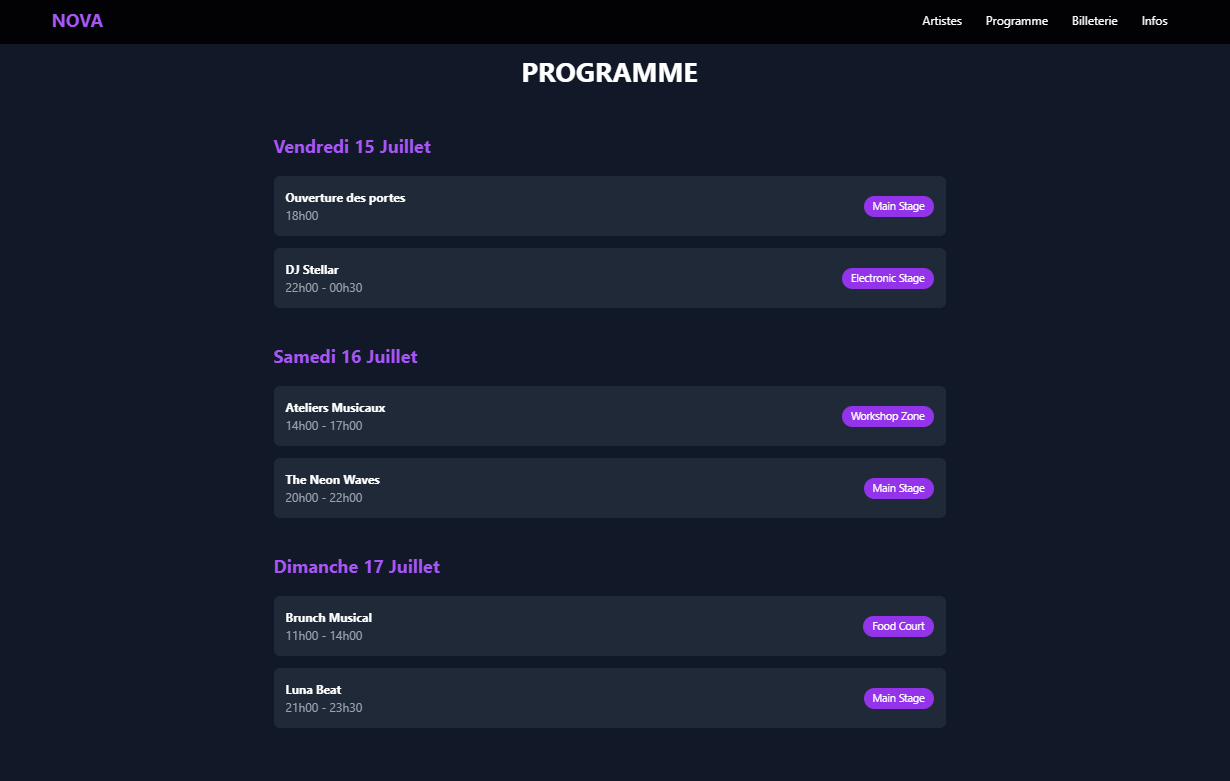 NOVA
Artistes Programme Billeterie Infos
PROGRAMME
Vendredi 15 Juillet
Ouverture des portes
18h00
Main Stage
DJ Stellar
22h00 - 00h30
Electronic Stage
Samedi 16 Juillet
Ateliers Musicaux
14h00 - 17h00
Workshop Zone
The Neon Waves
20h00 - 22h00
Main Stage
Dimanche 17 Juillet
Brunch Musical
11h00 - 14h00
Food Court
Luna Beat
21h00 - 23h30
Main Stage